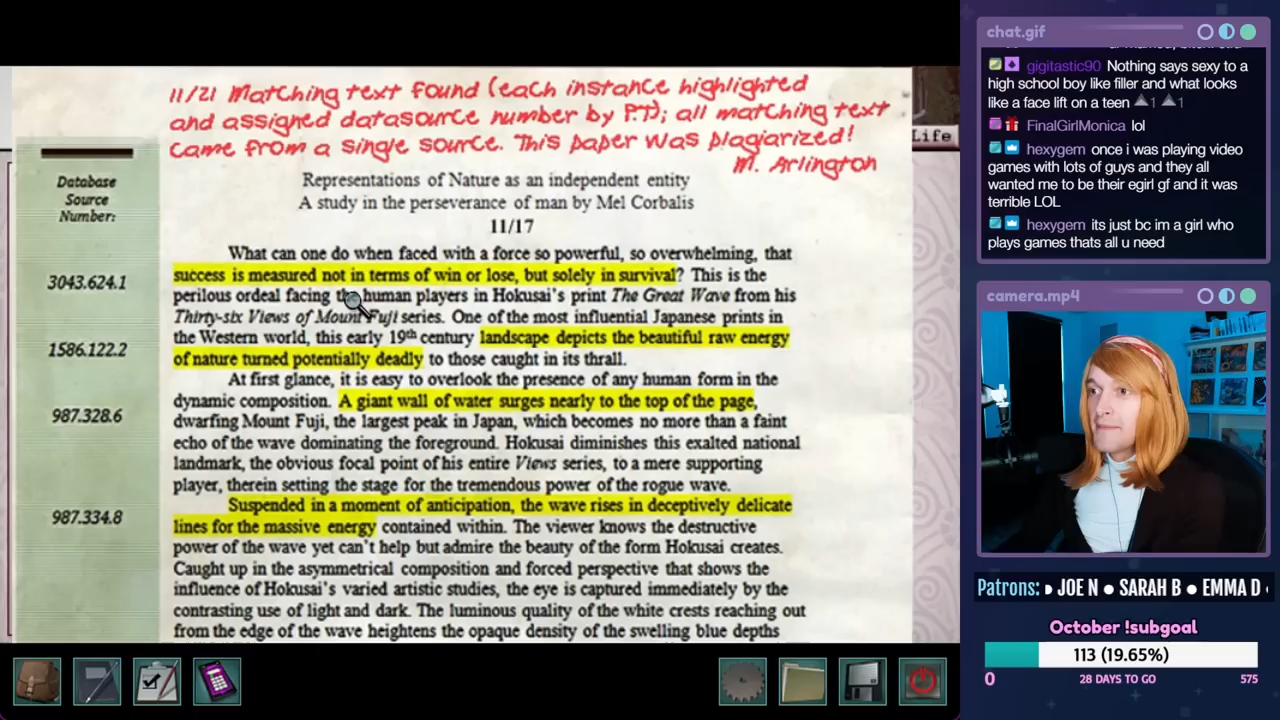 11/21 Matching text found (each instance highlighted
and assigned datasource number by P.T.); all matching text
came from a single source. This paper was plagiarized!
M. Arlington
Life
Database
Source
Number:
Representations of Nature as an independent entity
A study in the perseverance of man by Mel Corbalis
11/17
What can one do when faced with a force so powerful, so overwhelming, that
3043.624.1
success is measured not in terms of win or lose, but solely in survival? This is the
perilous ordeal facing the human players in Hokusai's print The Great Wave from his
Thirty-six Views of Mount Fuji series. One of the most influential Japanese prints in
the Western world, this early 19th century landscape depicts the beautiful raw energy
1586.122.2
of nature turned potentially deadly to those caught in its thrall.
At first glance, it is easy to overlook the presence of any human form in the
dynamic composition. A giant wall of water surges nearly to the top of the page,
987.328.6
dwarfing Mount Fuji, the largest peak in Japan, which becomes no more than a faint
echo of the wave dominating the foreground. Hokusai diminishes this exalted national
landmark, the obvious focal point of his entire Views series, to a mere supporting
player, therein setting the stage for the tremendous power of the rogue wave.
Suspended in a moment of anticipation, the wave rises in deceptively delicate
987.334.8
lines for the massive energy contained within. The viewer knows the destructive
power of the wave yet can't help but admire the beauty of the form Hokusai creates.
Caught up in the asymmetrical composition and forced perspective that shows the
influence of Hokusai's varied artistic studies, the eye is captured immediately by the
contrasting use of light and dark. The luminous quality of the white crests reaching out
from the edge of the wave heightens the opaque density of the swelling blue depths
chat.gif
gigitastic90 Nothing says sexy to a
high school boy like filler and what looks
like a face lift on a teen 1 1
FinalGirlMonica lol
hexygem once i was playing video
games with lots of guys and they all
wanted me to be their egirl gf and it was
terrible LOL
hexygem its just bc im a girl who
plays games thats all u need
camera.mp4
Patrons: • JOE N • SARAH B • EMMA D
October !subgoal
113 (19.65%)
0 28 DAYS TO GO 575